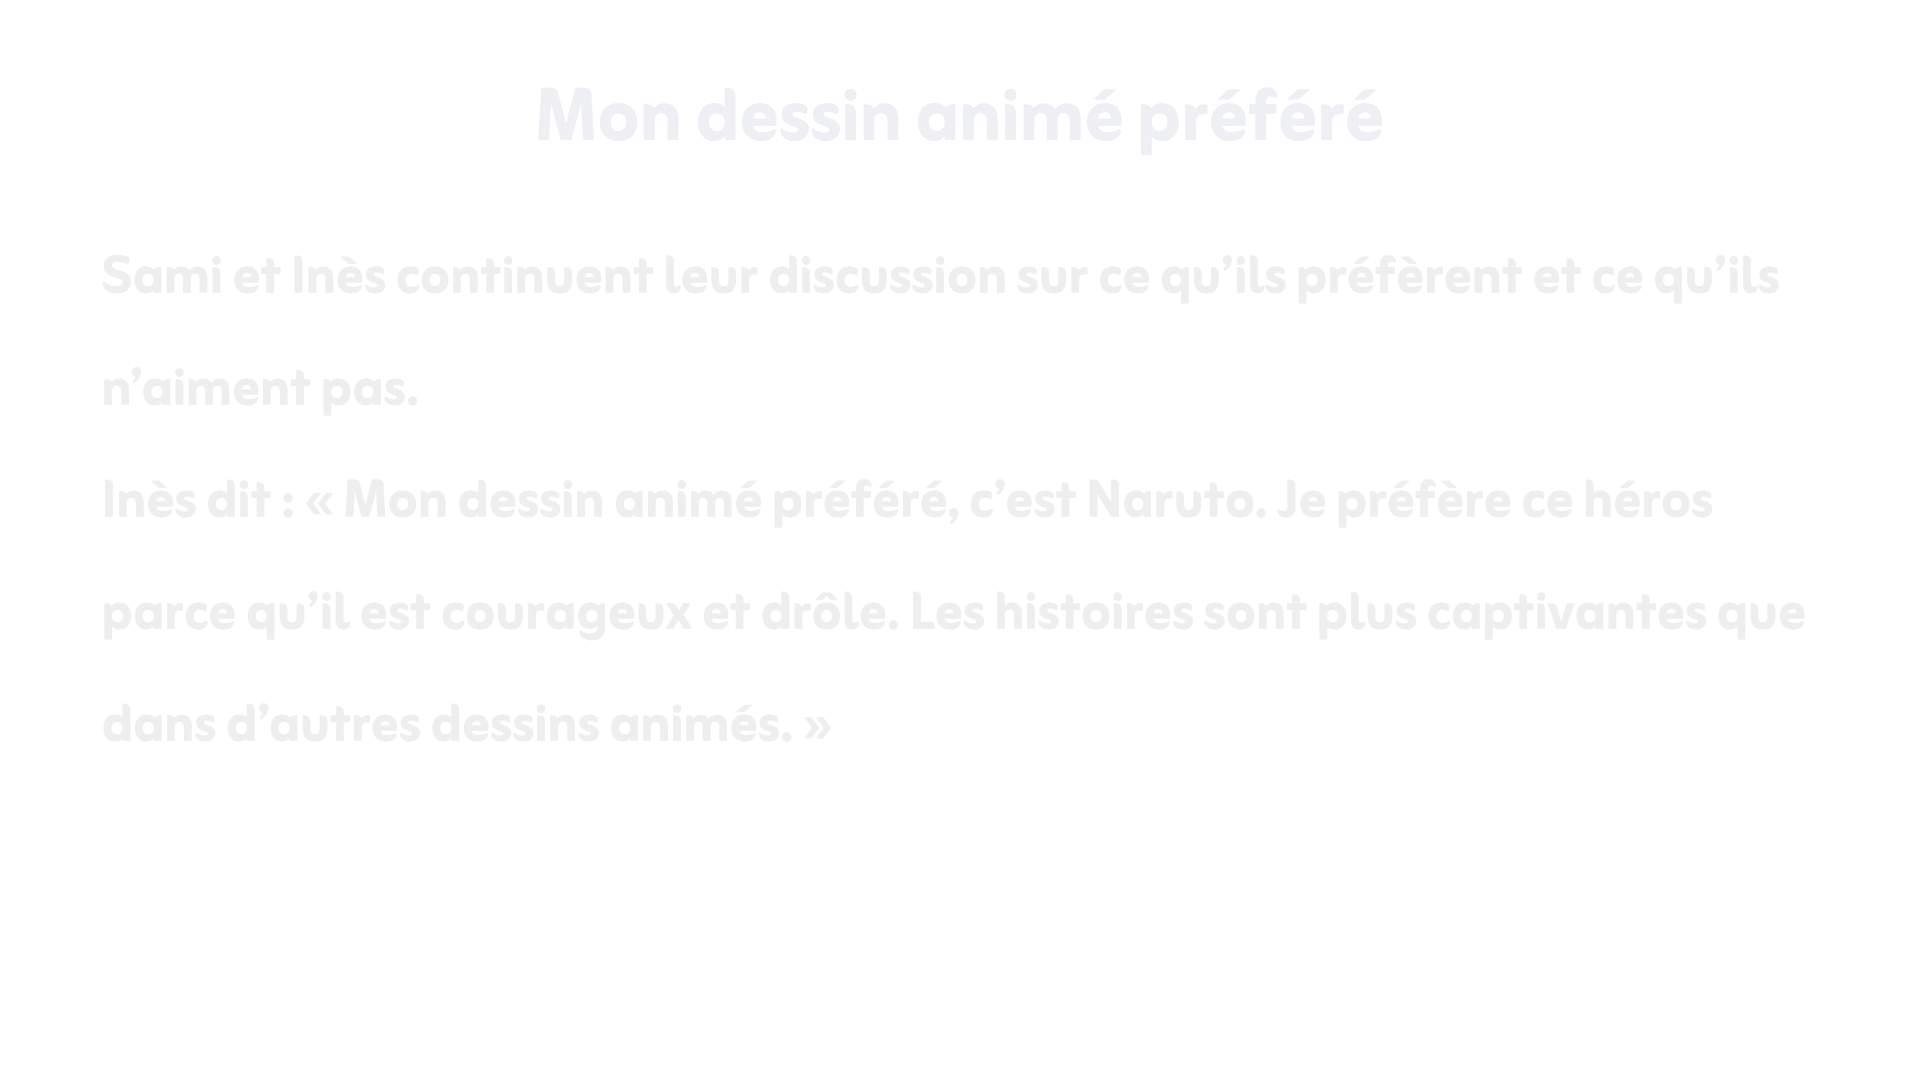 Mon dessin animé préféré
Sami et Inès continuent leur discussion sur ce qu’ils préfèrent et ce qu’ils
n’aiment pas.
Inès dit : « Mon dessin animé préféré, c’est Naruto. Je préfère ce héros
parce qu’il est courageux et drôle. Les histoires sont plus captivantes que
dans d’autres dessins animés. »